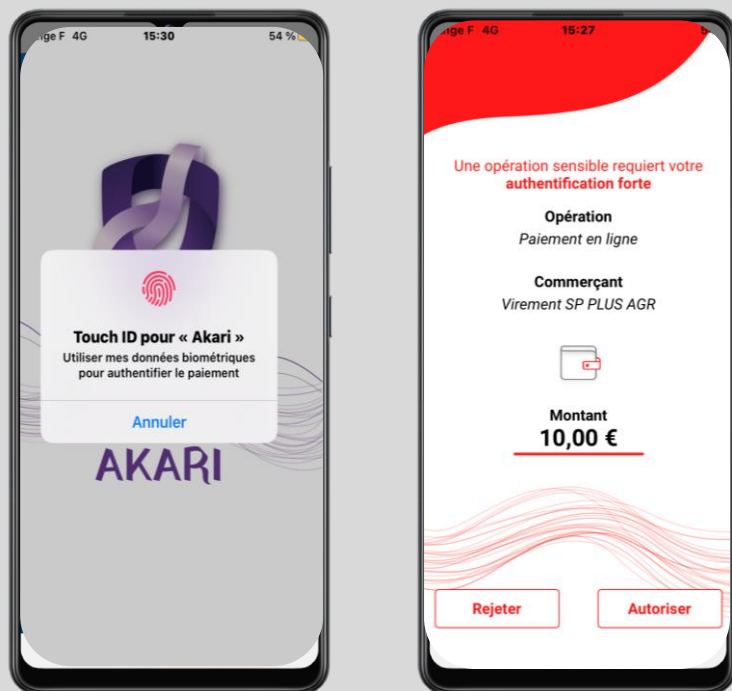 nge F 4G 15:30 54 %
Touch ID pour « Akari »
Utiliser mes données biométriques
pour authentifier le paiement
Annuler
AKARI
nge F 4G 15:27
Une opération sensible requiert votre
authentification forte
Opération
Paiement en ligne
Commerçant
Virement SP PLUS AGR
Montant
10,00 €
Rejeter Autoriser